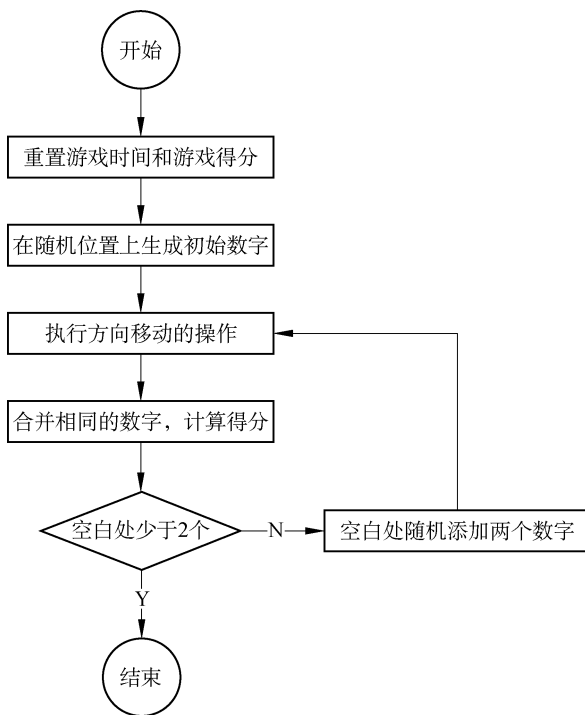 开始
重置游戏时间和游戏得分
在随机位置上生成初始数字
执行方向移动的操作
合并相同的数字，计算得分
空白处少于2个
N
空白处随机添加两个数字
Y
结束